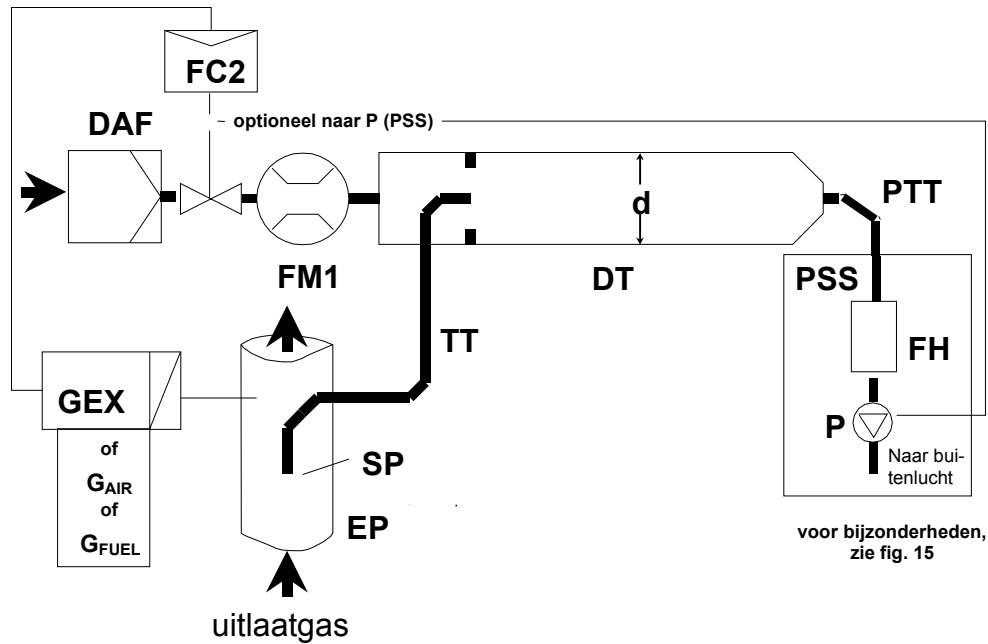 FC2
DAF
optioneel naar P (PSS)
d
PTT
FM1
DT
PSS
TT
FH
GEX
P
of
GAIR
of
GFUEL
SP
EP
Naar bui-
tenlucht
voor bijzonderheden,
zie fig. 15
uitlaatgas